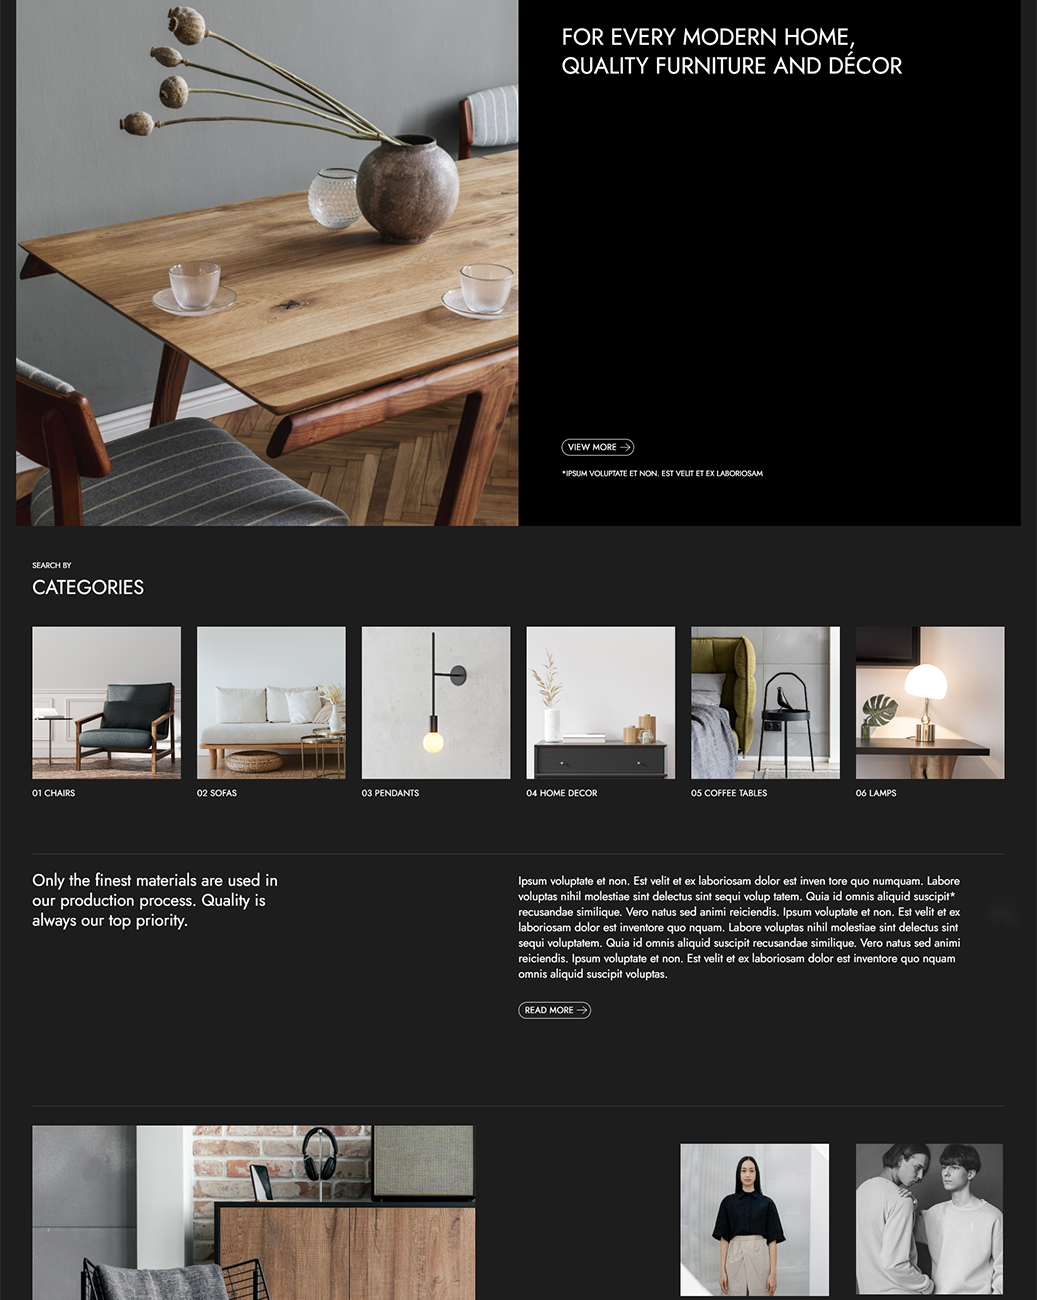 FOR EVERY MODERN HOME,
QUALITY FURNITURE AND DÉCOR
VIEW MORE
*IPSUM VOLUPTATE ET NON. EST VELIT ET EX LABORIOSAM
SEARCH BY
CATEGORIES
01 CHAIRS
02 SOFAS
03 PENDANTS
04 HOME DECOR
05 COFFEE TABLES
06 LAMPS
Only the finest materials are used in
our production process. Quality is
always our top priority.
Ipsum voluptate et non. Est velit et ex laboriosam dolor est inven tore quo numquam. Labore
voluptas nihil molestiae sint delectus sint sequi volup tatem. Quia id omnis aliquid suscipit*
recusandae similique. Vero natus sed animi reiciendis. Ipsum voluptate et non. Est velit et ex
laboriosam dolor est inventore quo nquam. Labore voluptas nihil molestiae sint delectus sint
sequi voluptatem. Quia id omnis aliquid suscipit recusandae similique. Vero natus sed animi
reiciendis. Ipsum voluptate et non. Est velit et ex laboriosam dolor est inventore quo nquam
omnis aliquid suscipit voluptas.
READ MORE